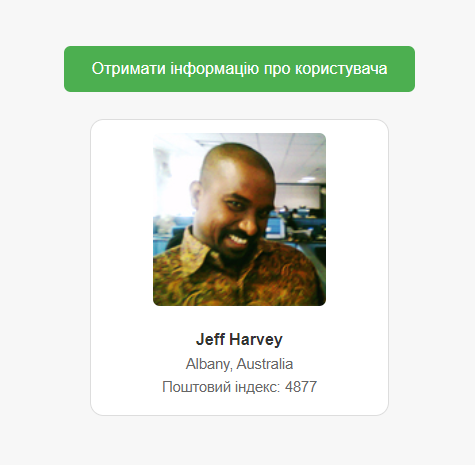 Отримати інформацію про користувача
Jeff Harvey
Albany, Australia
Поштовий індекс: 4877